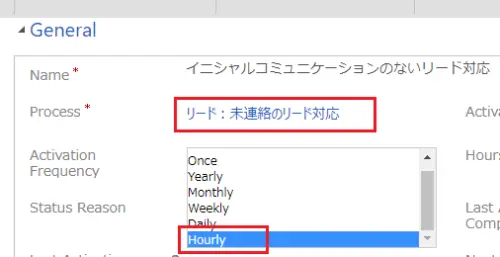 General
Name * イニシャルコミュニケーションのないリード対応
Process * リード：未連絡のリード対応
Activation Frequency
Once
Yearly
Monthly
Weekly
Daily
Hourly
Status Reason
Activa
Hours
Last A
Comp